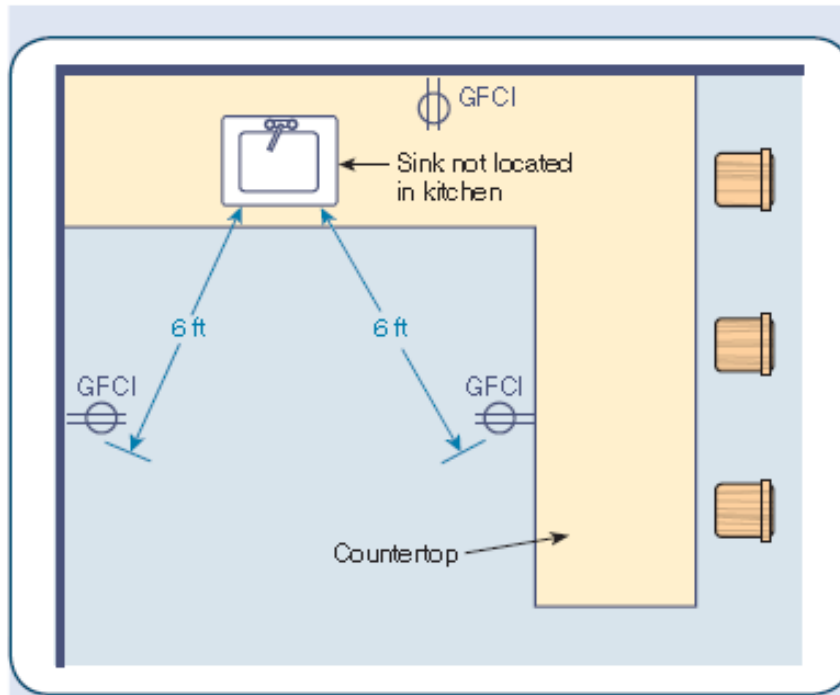 GFCI
Sink not located
in kitchen
6 ft
6 ft
GFCI
GFCI
Countertop